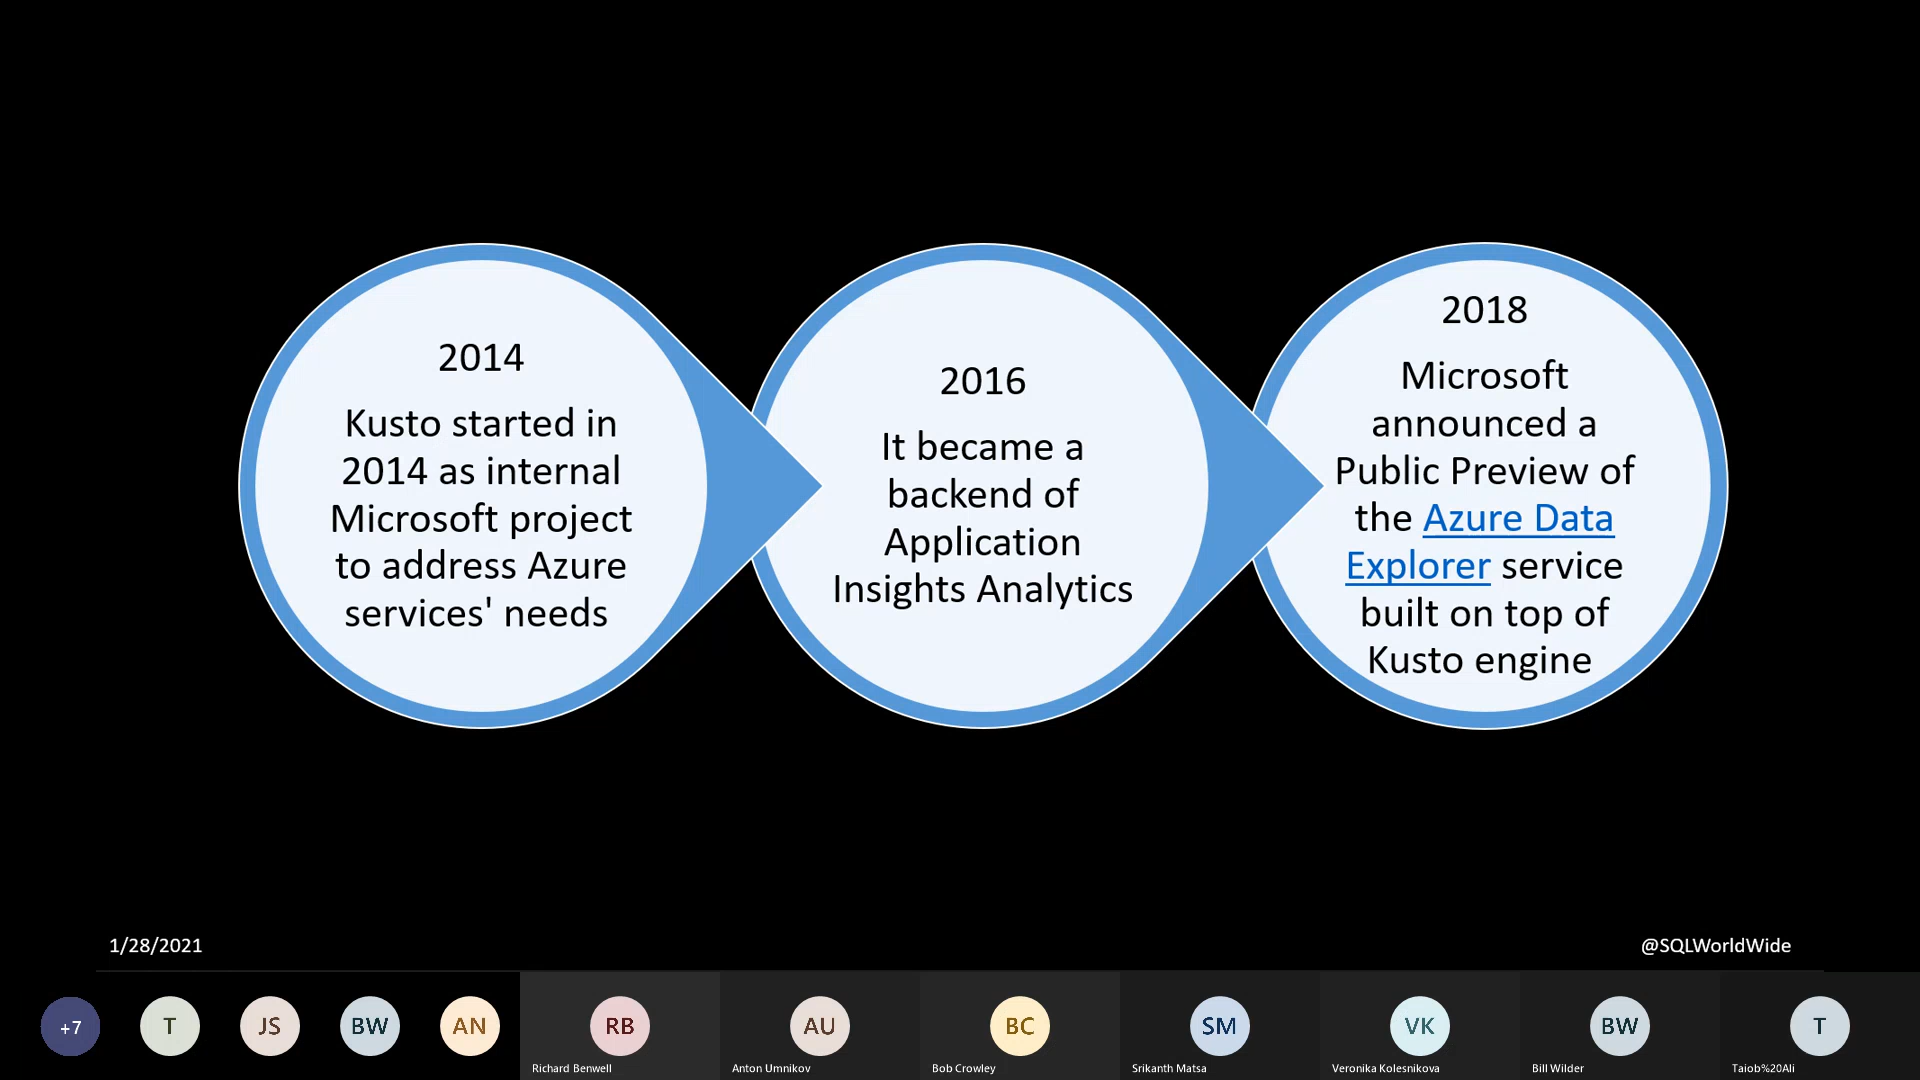 2014
Kusto started in
2014 as internal
Microsoft project
to address Azure
services' needs
2016
It became a
backend of
Application
Insights Analytics
2018
Microsoft
announced a
Public Preview of
the Azure Data
Explorer service
built on top of
Kusto engine
1/28/2021
@SQLWorldWide
+7
T
JS
BW
AN
RB
Richard Benwell
AU
Anton Umnikov
BC
Bob Crowley
SM
Srikanth Matsa
VK
Veronika Kolesnikova
BW
Bill Wilder
T
Taiob%20Ali